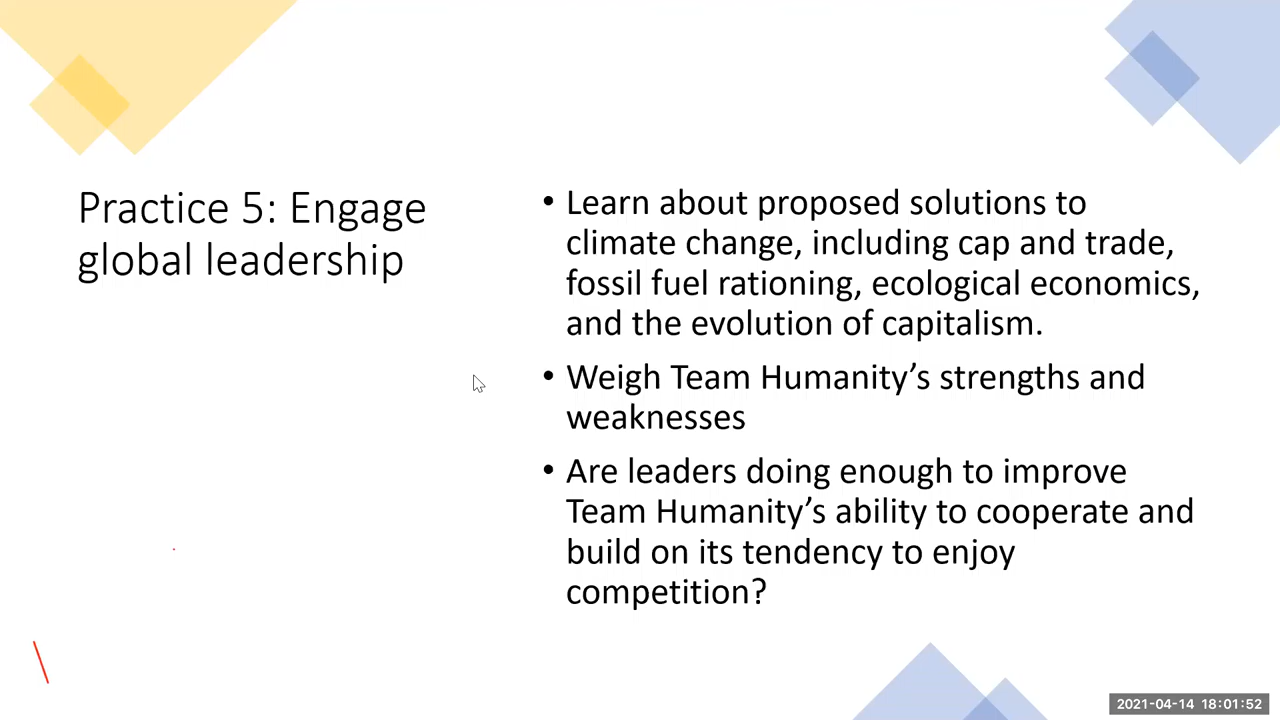 Practice 5: Engage
global leadership
• Learn about proposed solutions to
climate change, including cap and trade,
fossil fuel rationing, ecological economics,
and the evolution of capitalism.
• Weigh Team Humanity’s strengths and
weaknesses
• Are leaders doing enough to improve
Team Humanity’s ability to cooperate and
build on its tendency to enjoy
competition?
2021-04-14 18:01:52